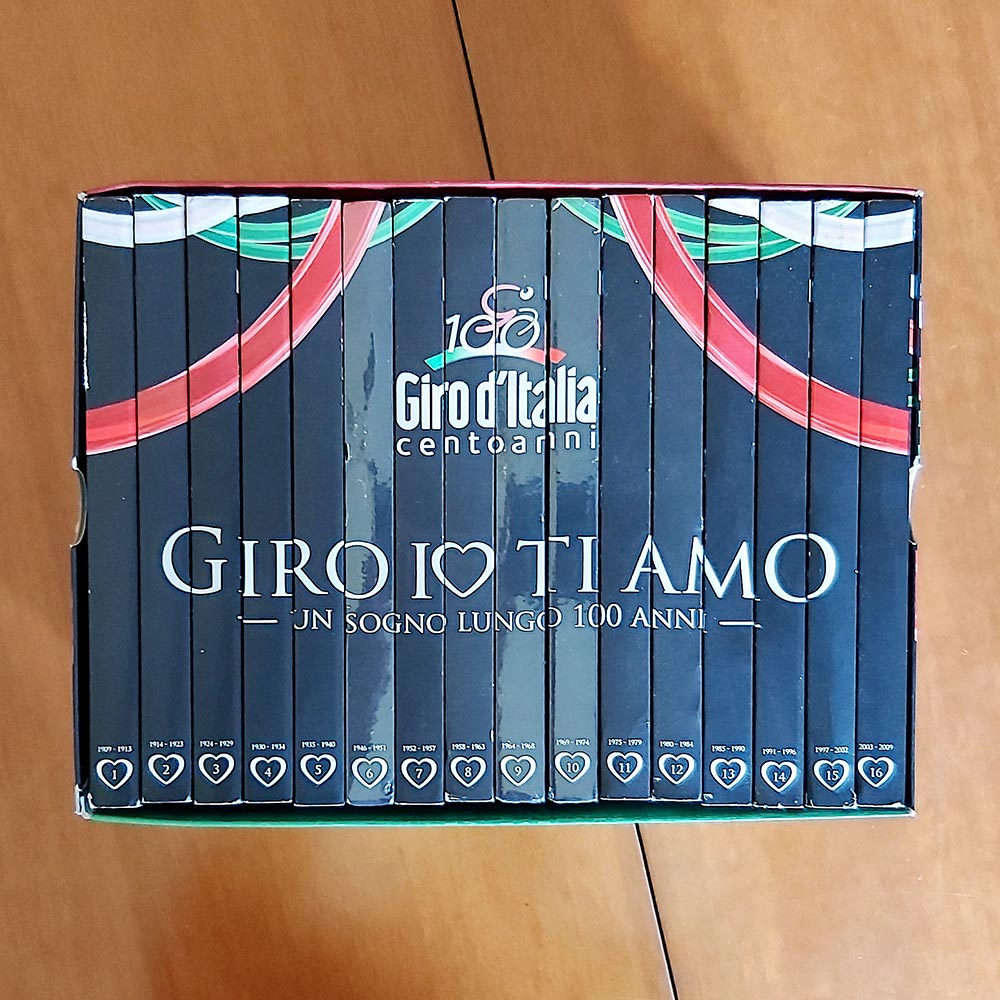 100
Giro d'Italia
centoanni
GIRO IO TI AMO
— UN SOGNO LUNGO 100 ANNI —
1909 - 1913 1914 - 1923 1924 - 1929 1930 - 1934 1935 - 1940 1946 - 1951 1952 - 1957 1958 - 1963 1964 - 1968 1969 - 1974 1975 - 1979 1980 - 1984 1985 - 1990 1991 - 1996 1997 - 2002 2003 - 2009
1 2 3 4 5 6 7 8 9 10 11 12 13 14 15 16